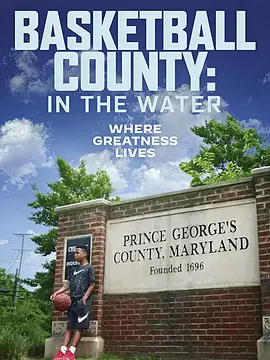 BASKETBALL
COUNTY:
IN THE WATER
WHERE
GREATNESS
LIVES
PRINCE GEORGE'S
COUNTY, MARYLAND
Founded 1696